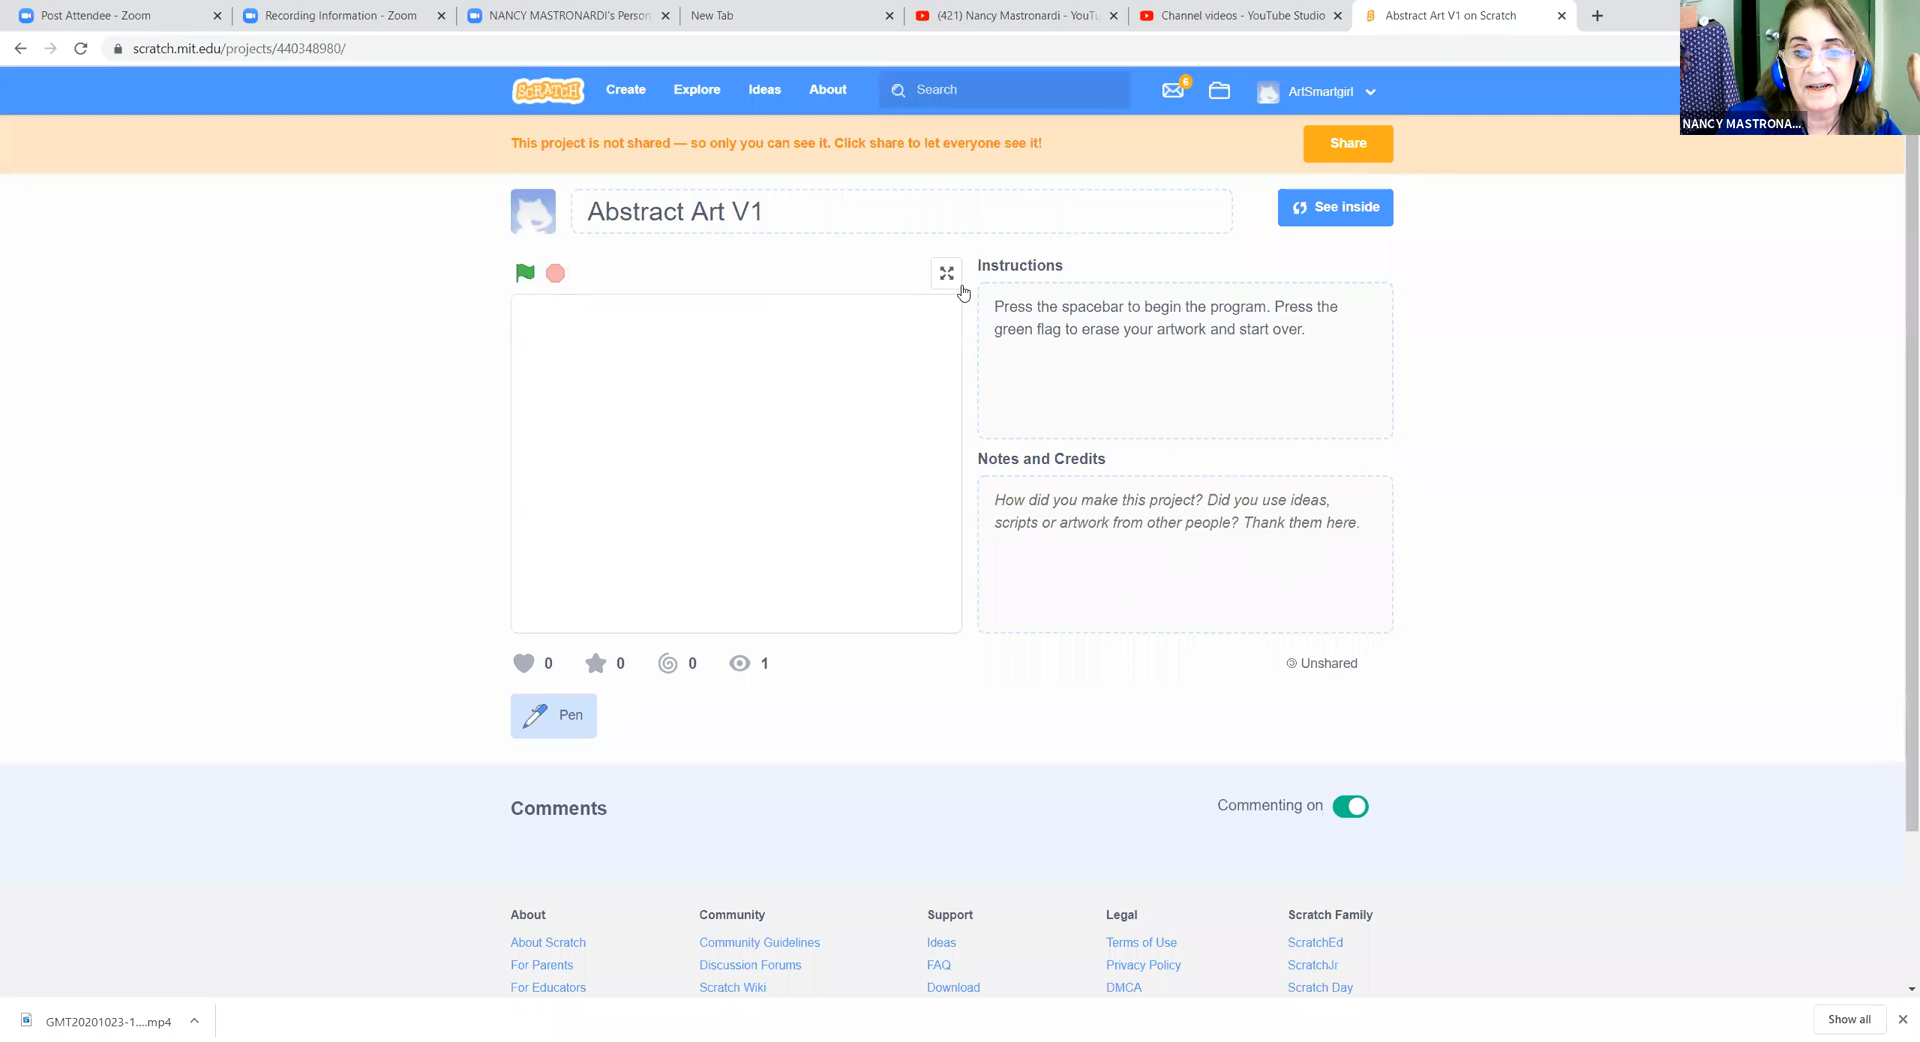 Post Attendee - Zoom
Recording Information - Zoom
NANCY MASTRONARDI's Person
New Tab
(421) Nancy Mastronardi - YouTu
Channel videos - YouTube Studio
Abstract Art V1 on Scratch
scratch.mit.edu/projects/440348980/
SCRATCH
Create
Explore
Ideas
About
Search
6
ArtSmartgirl
NANCY MASTRONA...
This project is not shared — so only you can see it. Click share to let everyone see it!
Share
Abstract Art V1
See inside
Instructions
Press the spacebar to begin the program. Press the
green flag to erase your artwork and start over.
Notes and Credits
How did you make this project? Did you use ideas,
scripts or artwork from other people? Thank them here.
0
0
0
1
Unshared
Pen
Comments
Commenting on
About
Community
Support
Legal
Scratch Family
About Scratch
Community Guidelines
Ideas
Terms of Use
ScratchEd
For Parents
Discussion Forums
FAQ
Privacy Policy
ScratchJr
For Educators
Scratch Wiki
Download
DMCA
Scratch Day
GMT20201023-1....mp4
Show all